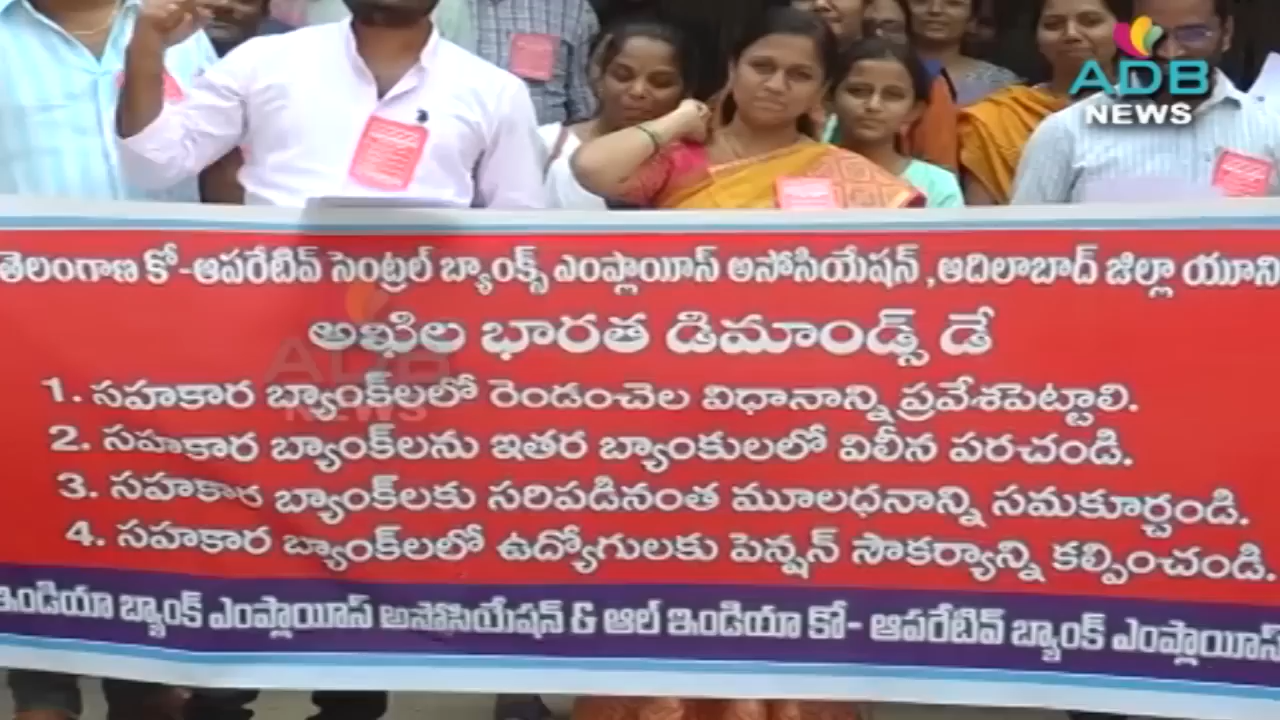 ADB
NEWS
తెలంగాణ కో-ఆపరేటివ్ సెంట్రల్ బ్యాంక్స్ ఎంప్లాయీస్ అసోసియేషన్ ,ఆదిలాబాద్ జిల్లా యూని
అఖిల భారత డిమాండ్స్ డే
1. సహకార బ్యాంక్‌లలో రెండంచెల విధానాన్ని ప్రవేశపెట్టాలి.
2. సహకార బ్యాంక్‌లను ఇతర బ్యాంకులలో విలీన పరచండి.
3. సహకార బ్యాంక్‌లకు సరిపడినంత మూలధనాన్ని సమకూర్చండి.
4. సహకార బ్యాంక్‌లలో ఉద్యోగులకు పెన్షన్ సౌకర్యాన్ని కల్పించండి.
ఇండియా బ్యాంక్ ఎంప్లాయీస్ అసోసియేషన్ & ఆల్ ఇండియా కో- ఆపరేటివ్ బ్యాంక్ ఎంప్లాయీస్